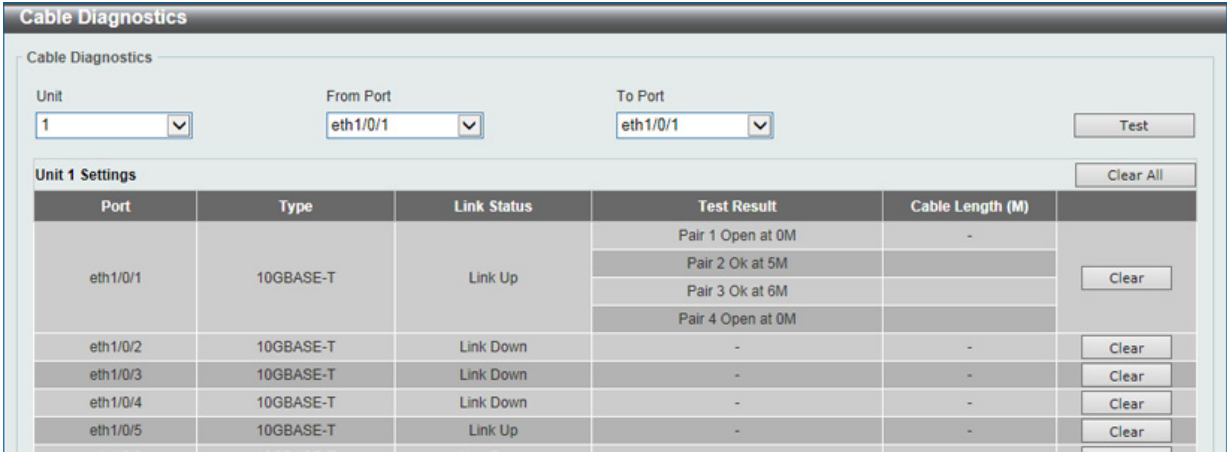 Cable Diagnostics
Cable Diagnostics
Unit From Port To Port
1 eth1/0/1 eth1/0/1 Test
Unit 1 Settings Clear All
Port Type Link Status Test Result Cable Length (M)
Pair 1 Open at 0M -
Pair 2 Ok at 5M
eth1/0/1 10GBASE-T Link Up Clear
Pair 3 Ok at 6M
Pair 4 Open at 0M
eth1/0/2 10GBASE-T Link Down - - Clear
eth1/0/3 10GBASE-T Link Down - - Clear
eth1/0/4 10GBASE-T Link Down - - Clear
eth1/0/5 10GBASE-T Link Up - - Clear